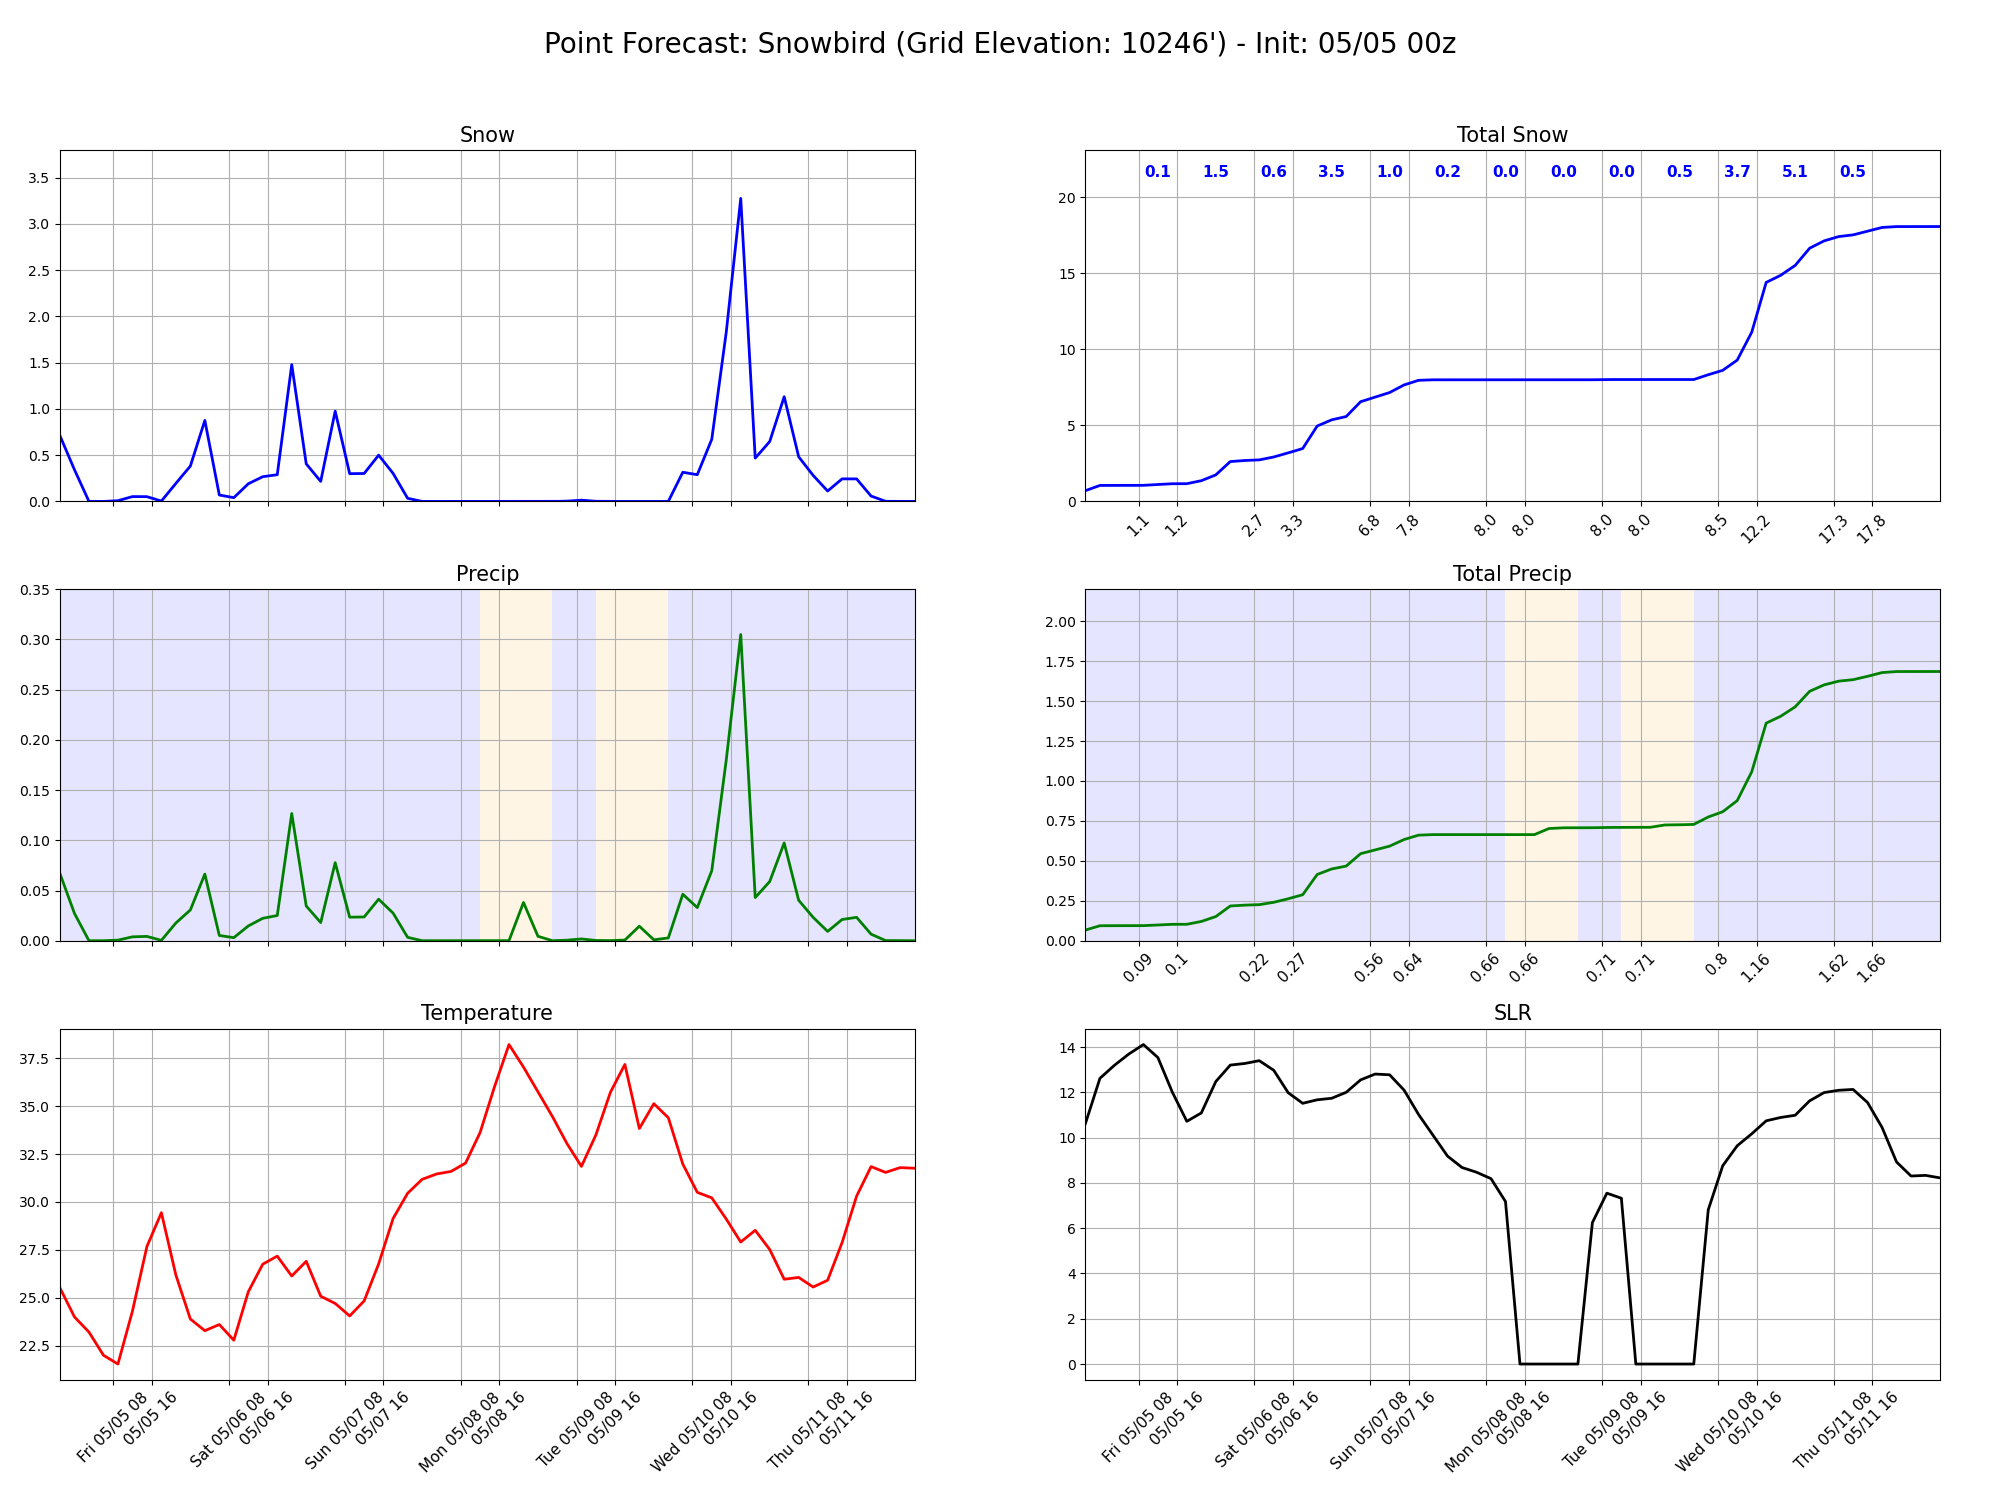 Point Forecast: Snowbird (Grid Elevation: 10246') - Init: 05/05 00z
Snow
3.5
3.0
2.5
2.0
1.5
1.0
0.5
0.0
Total Snow
0.1 1.5 0.6 3.5 1.0 0.2 0.0 0.0 0.0 0.5 3.7 5.1 0.5
20
15
10
5
0
1.1 1.2 2.7 3.3 6.8 7.8 8.0 8.0 8.0 8.0 8.5 12.2 17.3 17.8
Precip
0.35
0.30
0.25
0.20
0.15
0.10
0.05
0.00
Total Precip
2.00
1.75
1.50
1.25
1.00
0.75
0.50
0.25
0.00
0.09 0.1 0.22 0.27 0.56 0.64 0.66 0.66 0.71 0.71 0.8 1.16 1.62 1.66
Temperature
37.5
35.0
32.5
30.0
27.5
25.0
22.5
Fri 05/05 08
05/05 16
Sat 05/06 08
05/06 16
Sun 05/07 08
05/07 16
Mon 05/08 08
05/08 16
Tue 05/09 08
05/09 16
Wed 05/10 08
05/10 16
Thu 05/11 08
05/11 16
SLR
14
12
10
8
6
4
2
0
Fri 05/05 08
05/05 16
Sat 05/06 08
05/06 16
Sun 05/07 08
05/07 16
Mon 05/08 08
05/08 16
Tue 05/09 08
05/09 16
Wed 05/10 08
05/10 16
Thu 05/11 08
05/11 16